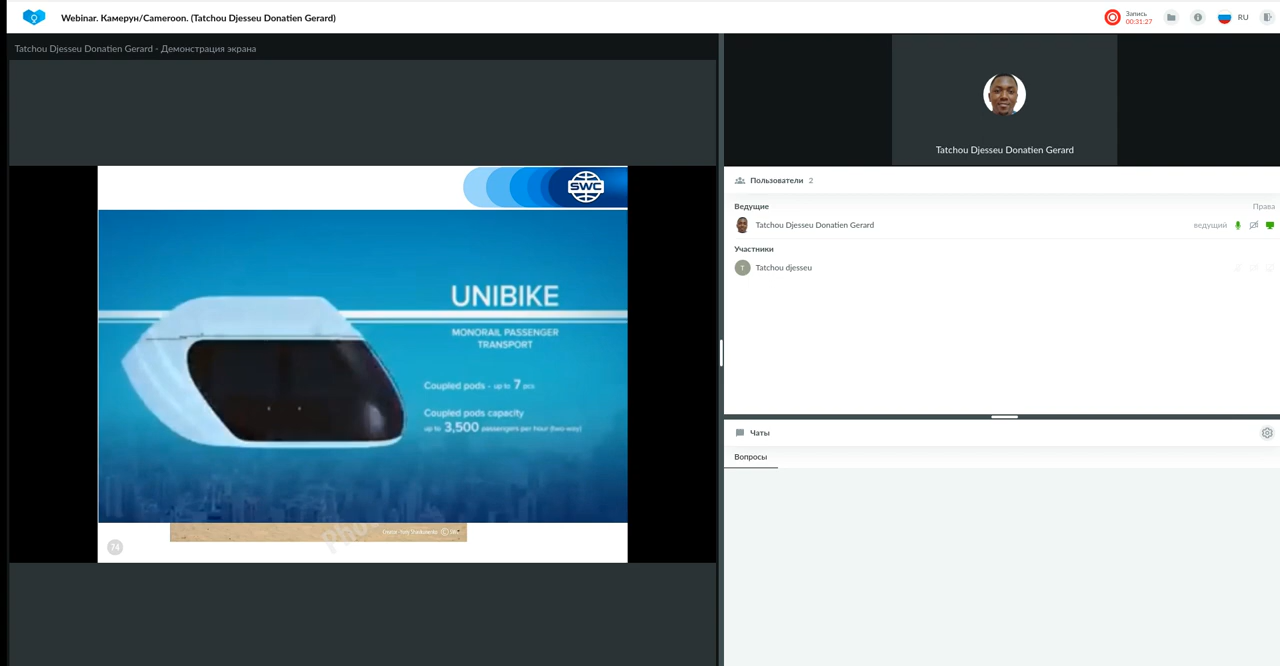 Webinar. Камерун/Cameroon. (Tatchou Djesseu Donatien Gerard)
Запись
00:31:27
RU
Tatchou Djesseu Donatien Gerard - Демонстрация экрана
SWC
UNIBIKE
MONORAIL PASSENGER
TRANSPORT
Coupled pods - up to 7 pcs
Coupled pods capacity
up to 3,500 passengers per hour (two-way)
74
Tatchou Djesseu Donatien Gerard
Пользователи 2
Ведущие Права
Tatchou Djesseu Donatien Gerard ведущий
Участники
T Tatchou djesseu
Чаты
Вопросы